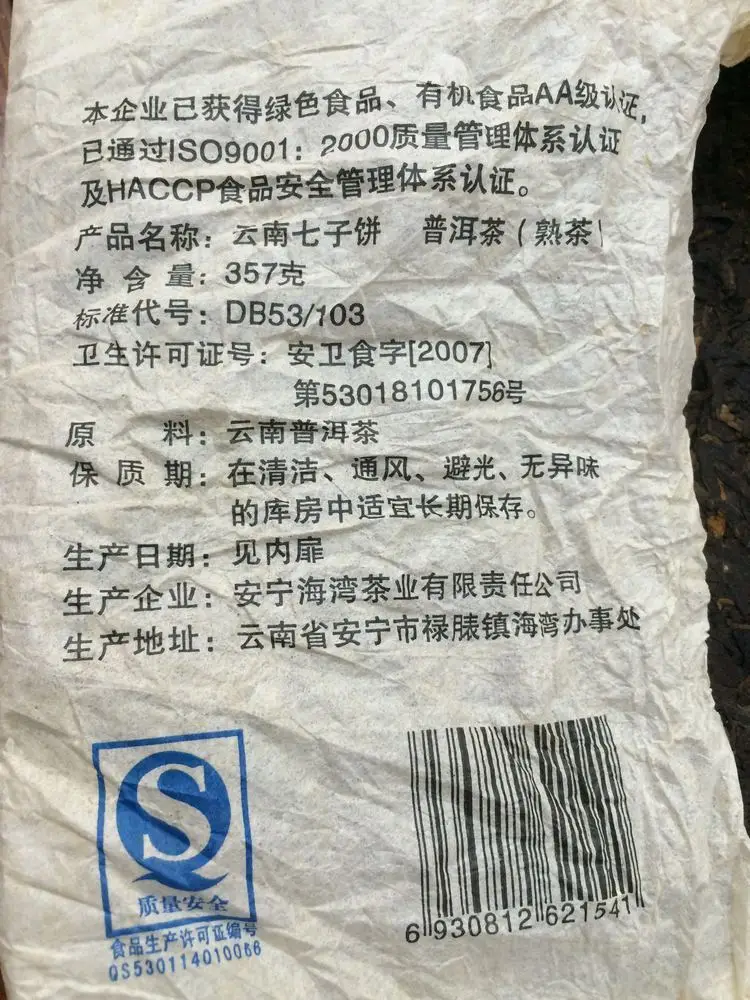 本企业已获得绿色食品、有机食品AA级认证,
已通过ISO9001：2000质量管理体系认证
及HACCP食品安全管理体系认证。
产品名称：云南七子饼 普洱茶（熟茶）
净含量：357克
标准代号：DB53/103
卫生许可证号：安卫食字[2007]
第53018101756号
原料：云南普洱茶
保质期：在清洁、通风、避光、无异味
的库房中适宜长期保存。
生产日期：见内扉
生产企业：安宁海湾茶业有限责任公司
生产地址：云南省安宁市禄脿镇海湾办事处
质量安全
食品生产许可证编号
QS530114010066
6 930812 621541